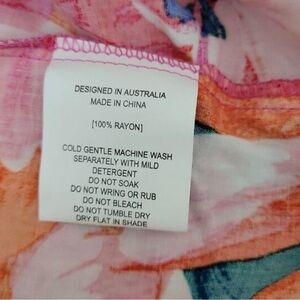 DESIGNED IN AUSTRALIA
MADE IN CHINA
[100% RAYON]
COLD GENTLE MACHINE WASH
SEPARATELY WITH MILD
DETERGENT
DO NOT SOAK
DO NOT WRING OR RUB
DO NOT BLEACH
DO NOT TUMBLE DRY
DRY FLAT IN SHADE